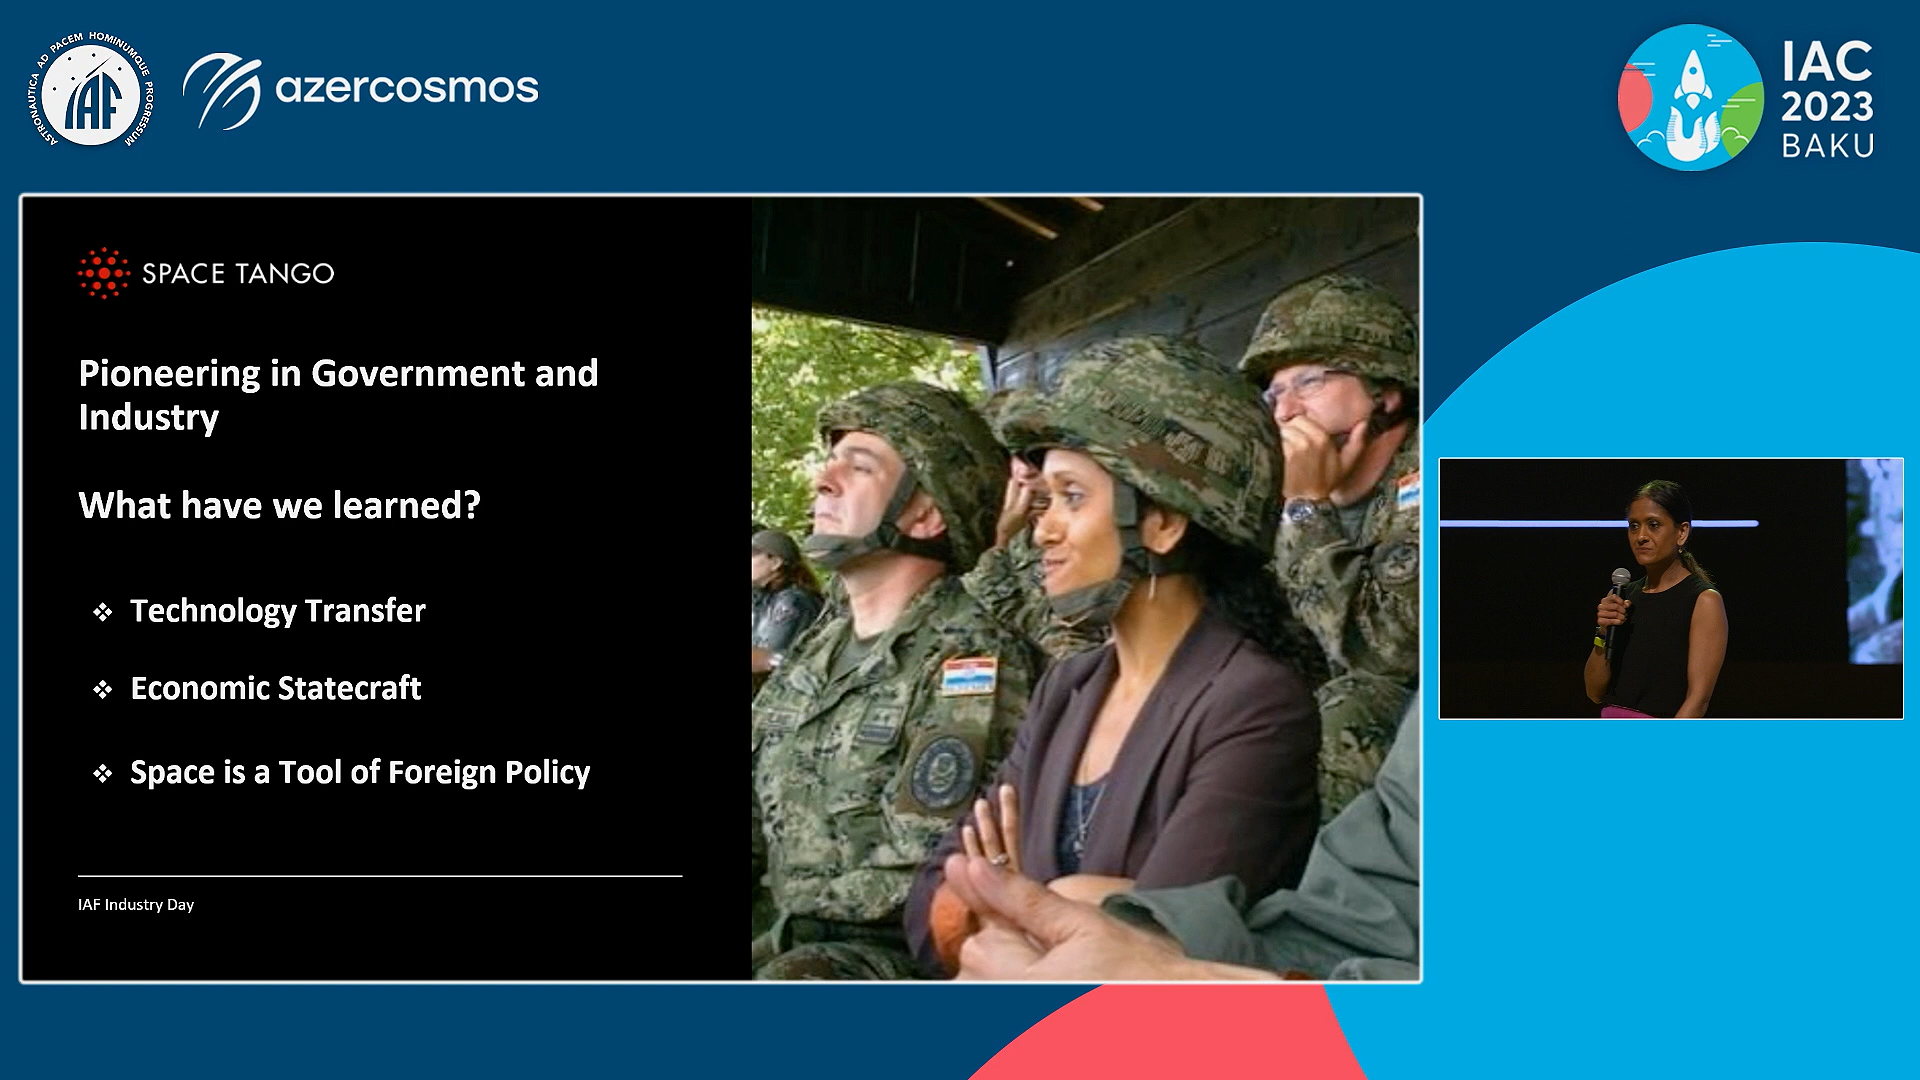 ASTRONAUTICA AD PACEM HOMINUMQUE PROGRESSUM
IAF
azercosmos
IAC
2023
BAKU
SPACE TANGO
Pioneering in Government and
Industry
What have we learned?
❖ Technology Transfer
❖ Economic Statecraft
❖ Space is a Tool of Foreign Policy
IAF Industry Day